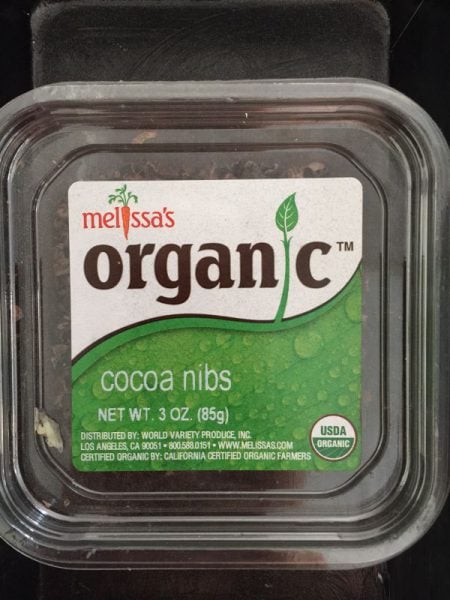 melissa's
organic™
cocoa nibs
NET WT. 3 OZ. (85g)
DISTRIBUTED BY: WORLD VARIETY PRODUCE, INC.
LOS ANGELES, CA 90051 • 800.588.0151 • WWW.MELISSAS.COM
CERTIFIED ORGANIC BY: CALIFORNIA CERTIFIED ORGANIC FARMERS
USDA
ORGANIC